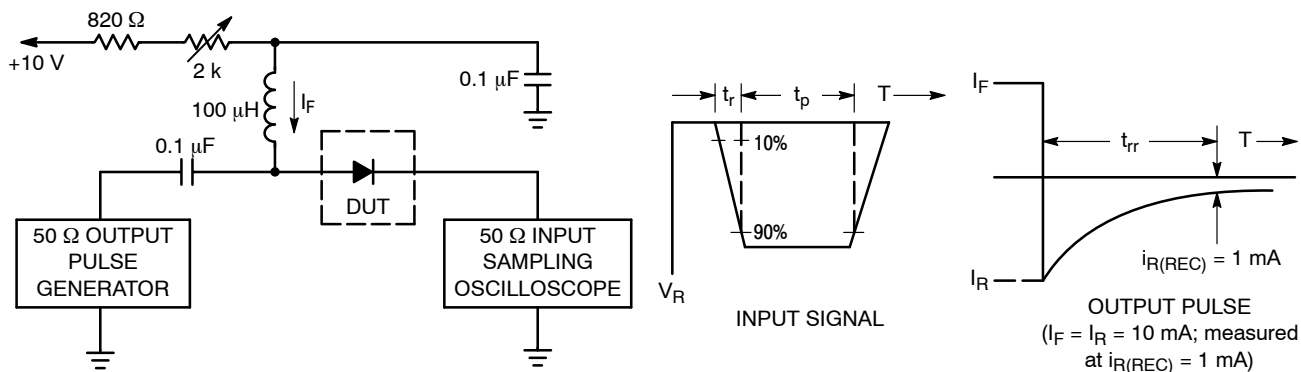 820 Ω
+10 V
2 k
100 μH
I_F
0.1 μF
0.1 μF
DUT
50 Ω OUTPUT
PULSE
GENERATOR
50 Ω INPUT
SAMPLING
OSCILLOSCOPE
t_r
t_p
T
10%
90%
V_R
INPUT SIGNAL
I_F
t_rr
T
I_R
i_R(REC) = 1 mA
OUTPUT PULSE
(I_F = I_R = 10 mA; measured
at i_R(REC) = 1 mA)